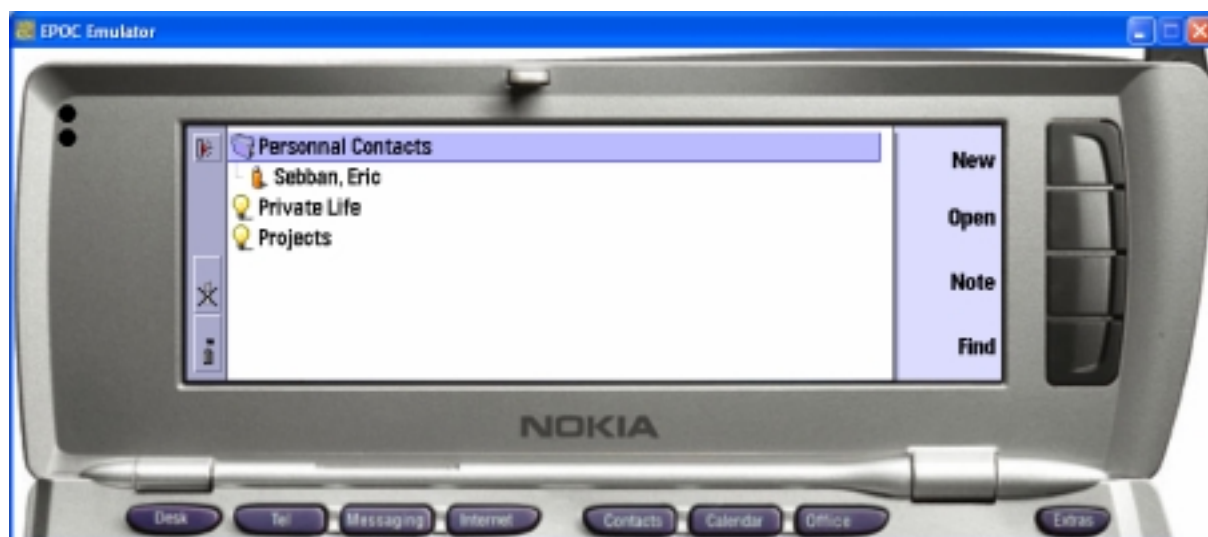 EPOC Emulator
Personnal Contacts
Sebban, Eric
Private Life
Projects
New
Open
Note
Find
NOKIA
Desk Tel Messaging Internet Contacts Calendar Office Extras